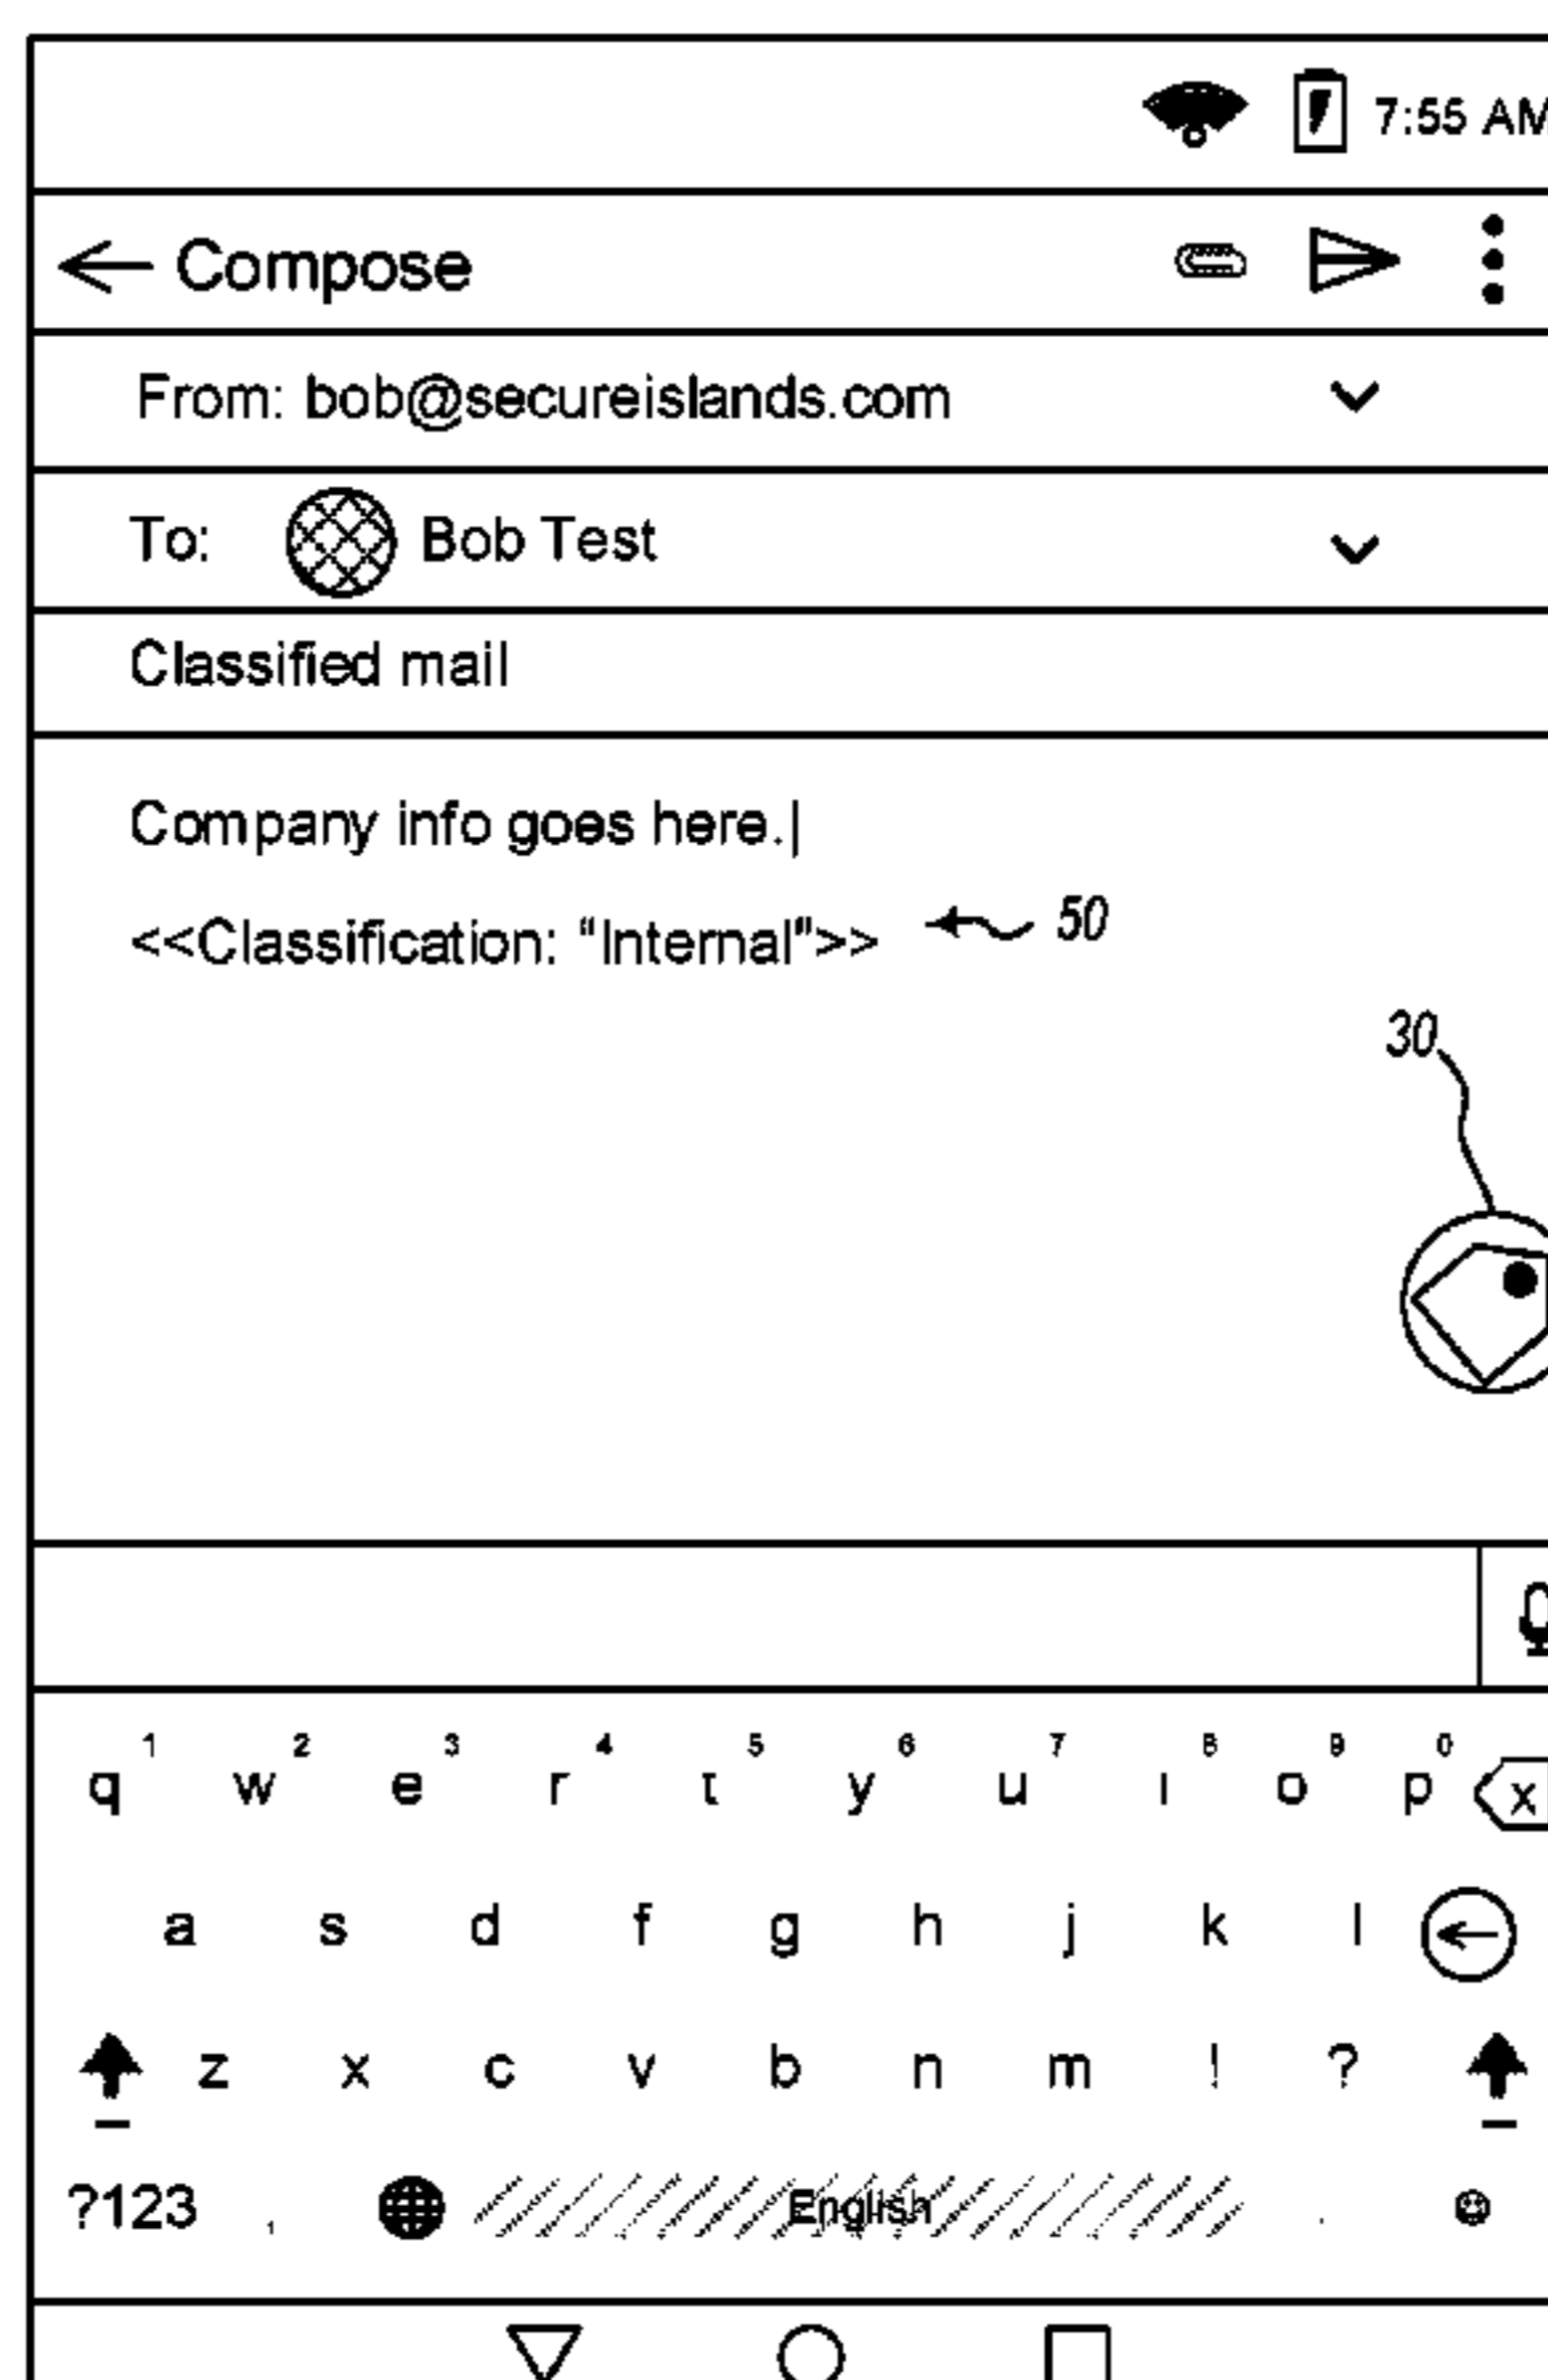 7:55 AM
Compose
From: bob@secureislands.com
To: Bob Test
Classified mail
Company info goes here.|
<<Classification: “Internal”>> 50
30
1 2 3 4 5 6 7 8 9 0
q w e r t y u ı o p x
a s d f g h j k l
z x c v b n m ! ?
?123 , English .